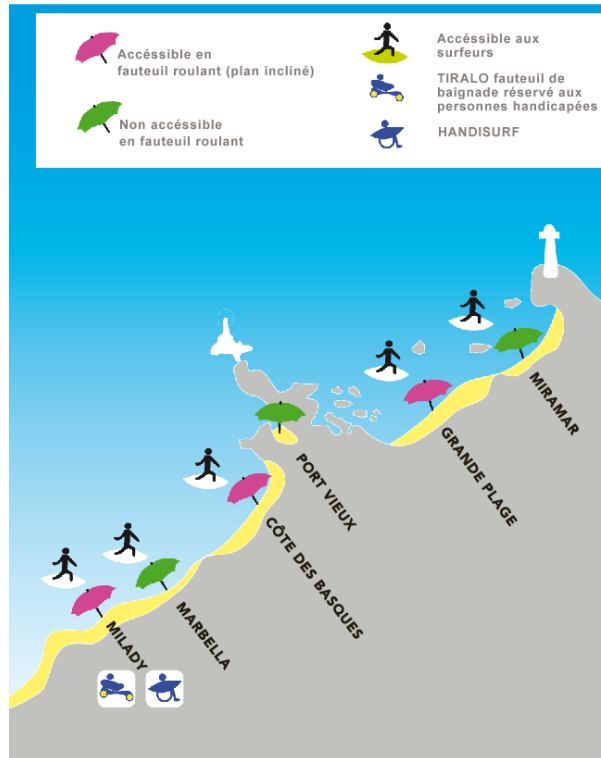 Accéssible en
fauteuil roulant (plan incliné)
Non accéssible
en fauteuil roulant
Accéssible aux
surfeurs
TIRALO fauteuil de
baignade réservé aux
personnes handicapées
HANDISURF
MIRAMAR
GRANDE PLAGE
PORT VIEUX
CÔTE DES BASQUES
MARBELLA
MILADY